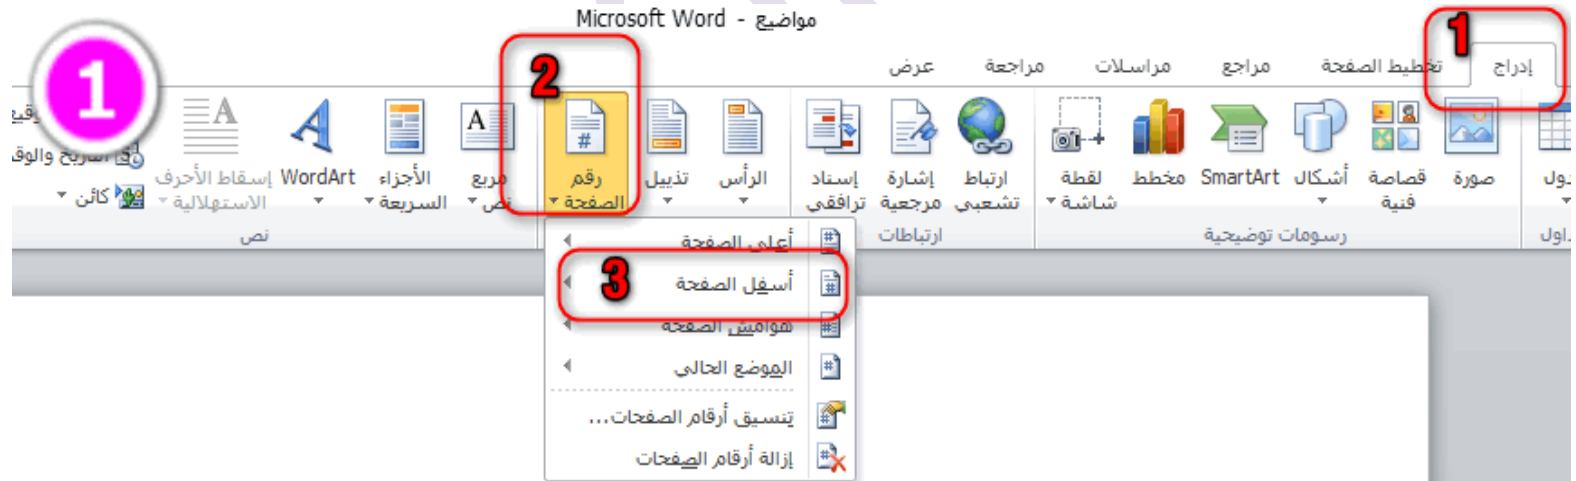 مواضيع - Microsoft Word
1
إدراج
تخطيط الصفحة
مراجع
مراسلات
مراجعة
عرض
2
1
صورة
قصاصة فنية
أشكال
SmartArt
مخطط
لقطة شاشة
ارتباط تشعبي
إشارة مرجعية
إسناد ترافقي
الرأس
تذييل
رقم الصفحة
مربع نص
الأجزاء السريعة
WordArt
إسقاط الأحرف الاستهلالية
كائن
رسومات توضيحية
ارتباطات
نص
أعلى الصفحة
3
أسفل الصفحة
هوامش الصفحة
الموضع الحالي
تنسيق أرقام الصفحات...
إزالة أرقام الصفحات